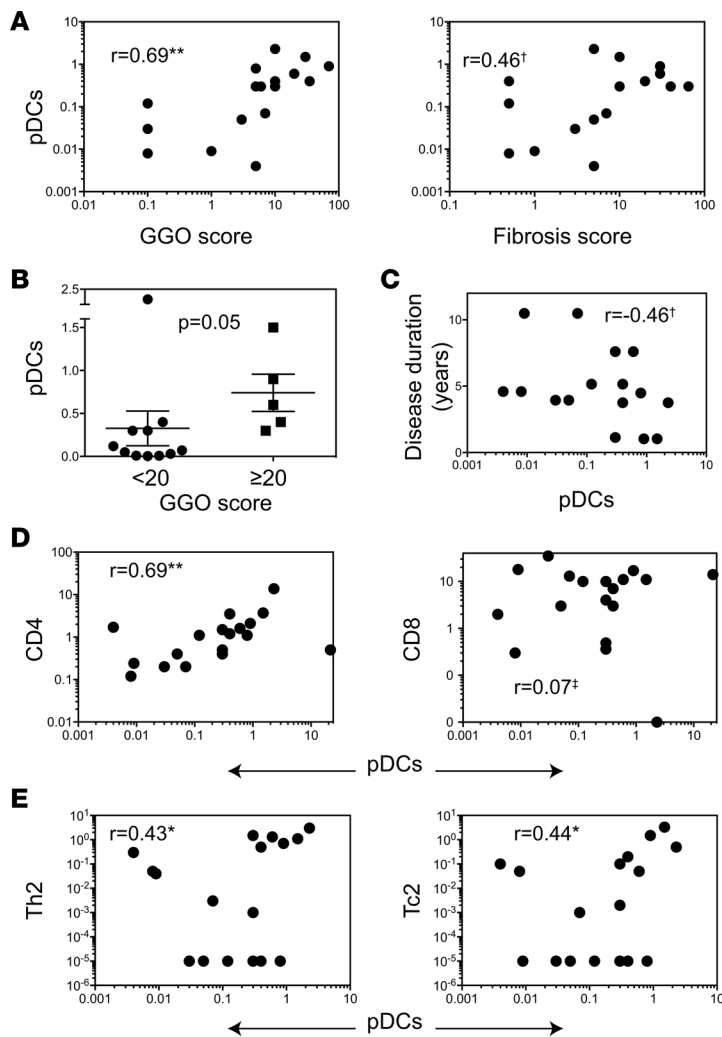 A
10
1
0.1
0.01
0.001
pDCs
r=0.69**
0.01 0.1 1 10 100
GGO score
10
1
0.1
0.01
0.001
r=0.46†
0.1 1 10 100
Fibrosis score
B
2.5
1.5
1.0
0.5
0.0
pDCs
p=0.05
<20 ≥20
GGO score
C
Disease duration
(years)
10
5
0
r=-0.46†
0.001 0.01 0.1 1 10
pDCs
D
CD4
100
10
1
0.1
0.01
r=0.69**
0.001 0.01 0.1 1 10
CD8
10
1
0
0
r=0.07‡
0.001 0.01 0.1 1 10
pDCs
E
Th2
10¹
10⁰
10⁻¹
10⁻²
10⁻³
10⁻⁴
10⁻⁵
10⁻⁶
r=0.43*
0.001 0.01 0.1 1 10
Tc2
10¹
10⁰
10⁻¹
10⁻²
10⁻³
10⁻⁴
10⁻⁵
10⁻⁶
r=0.44*
0.001 0.01 0.1 1 10
pDCs